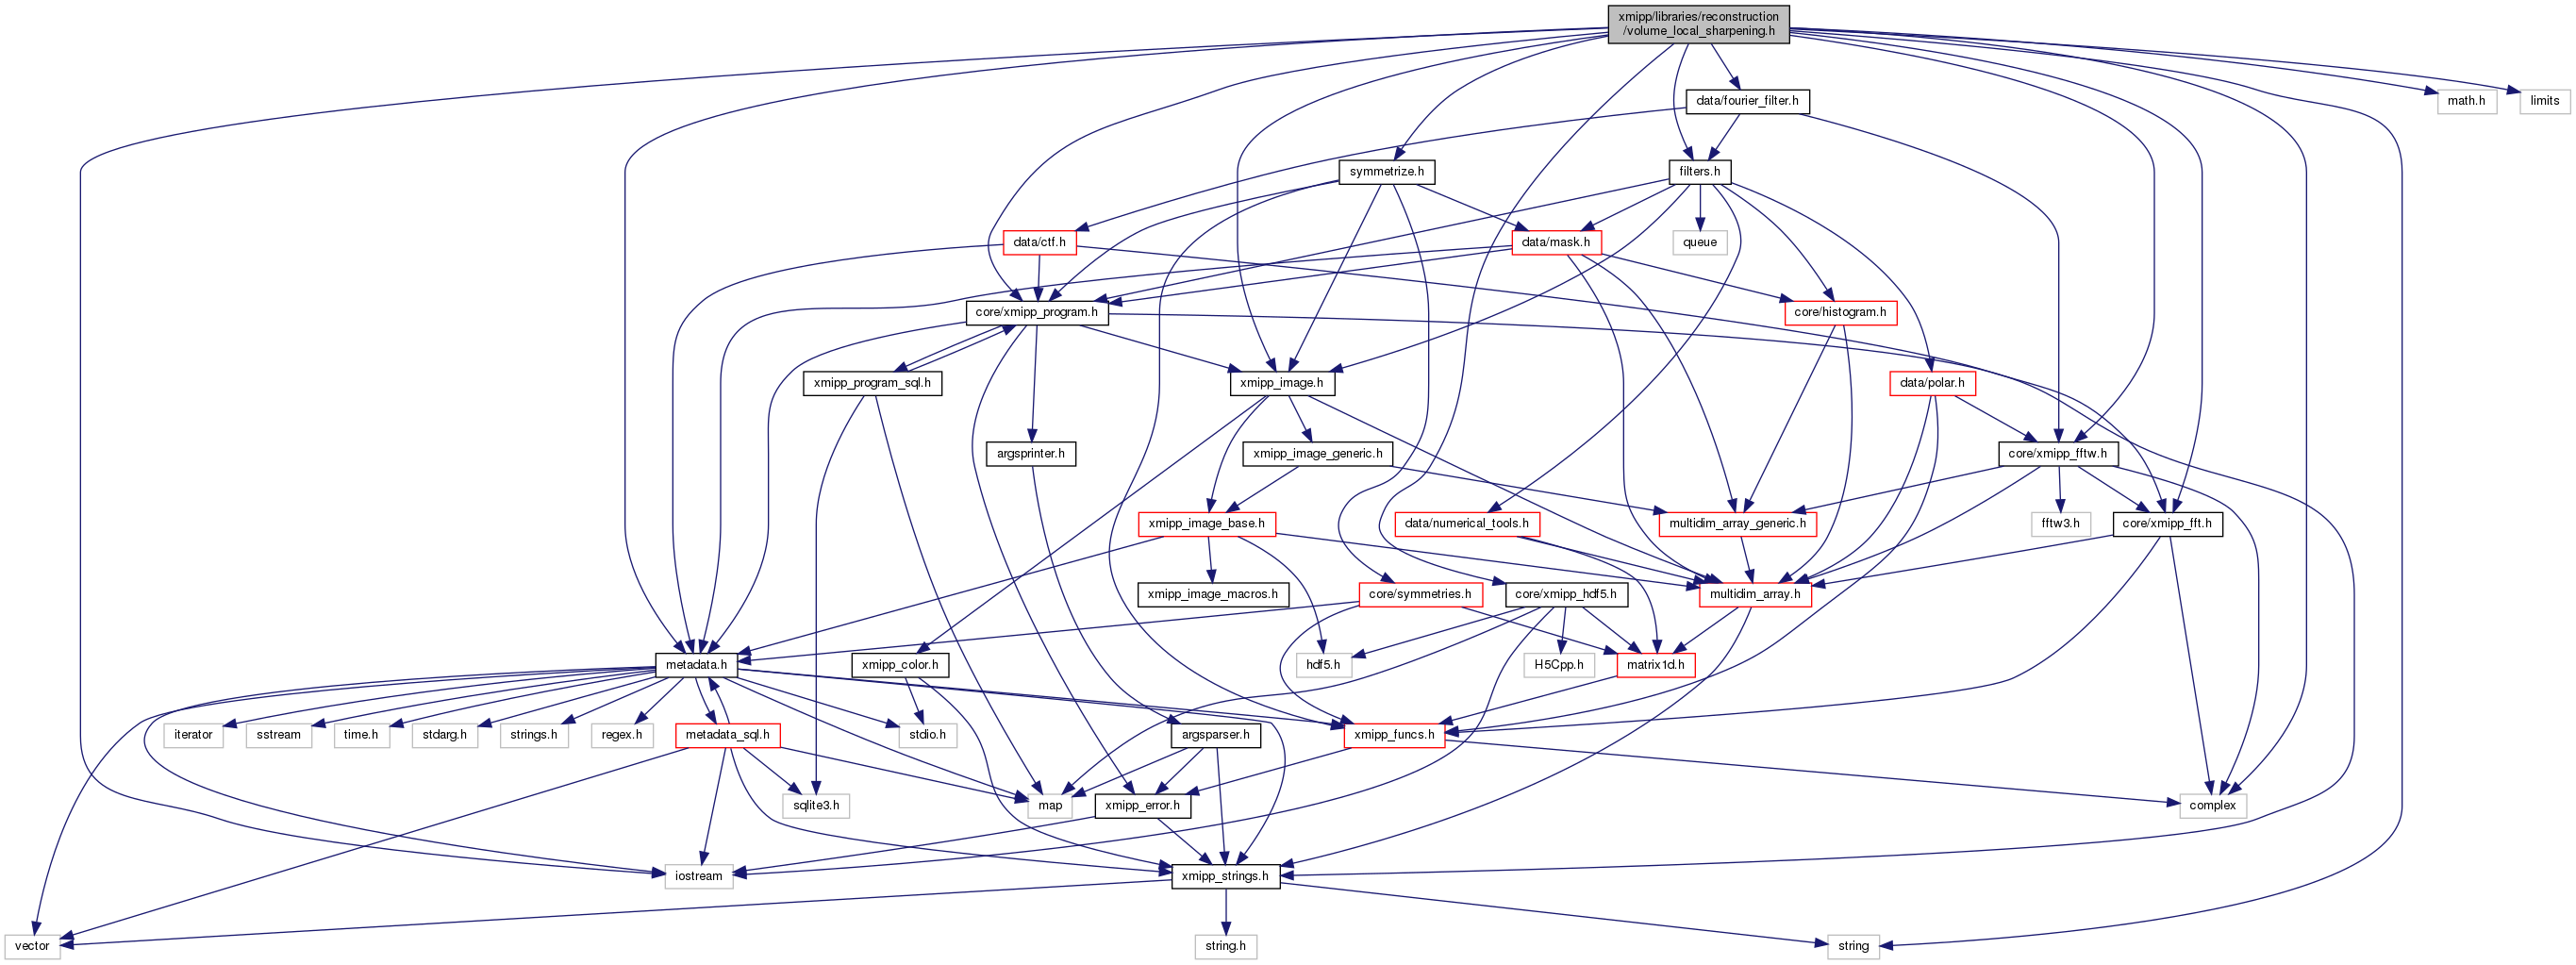 xmipp/libraries/reconstruction
/volume_local_sharpening.h
data/fourier_filter.h
math.h
limits
symmetrize.h
filters.h
data/ctf.h
data/mask.h
queue
core/xmipp_program.h
core/histogram.h
xmipp_program_sql.h
xmipp_image.h
data/polar.h
argsprinter.h
xmipp_image_generic.h
core/xmipp_fftw.h
xmipp_image_base.h
data/numerical_tools.h
multidim_array_generic.h
fftw3.h
core/xmipp_fft.h
xmipp_image_macros.h
core/symmetries.h
core/xmipp_hdf5.h
multidim_array.h
metadata.h
xmipp_color.h
hdf5.h
H5Cpp.h
matrix1d.h
iterator
sstream
time.h
stdarg.h
strings.h
regex.h
metadata_sql.h
stdio.h
argsparser.h
xmipp_funcs.h
sqlite3.h
map
xmipp_error.h
complex
iostream
xmipp_strings.h
vector
string.h
string